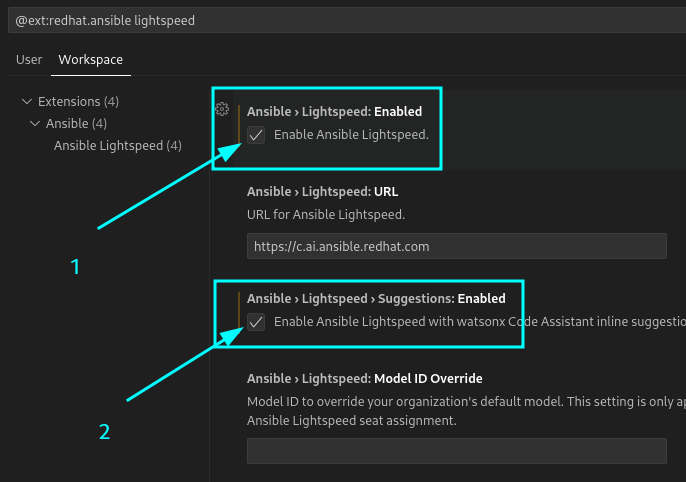 @ext:redhat.ansible lightspeed
User Workspace
Extensions (4)
Ansible (4)
Ansible Lightspeed (4)
Ansible › Lightspeed: Enabled
Enable Ansible Lightspeed.
1
Ansible › Lightspeed: URL
URL for Ansible Lightspeed.
https://c.ai.ansible.redhat.com
Ansible › Lightspeed › Suggestions: Enabled
Enable Ansible Lightspeed with watsonx Code Assistant inline suggestio
2
Ansible › Lightspeed: Model ID Override
Model ID to override your organization's default model. This setting is only ap
Ansible Lightspeed seat assignment.